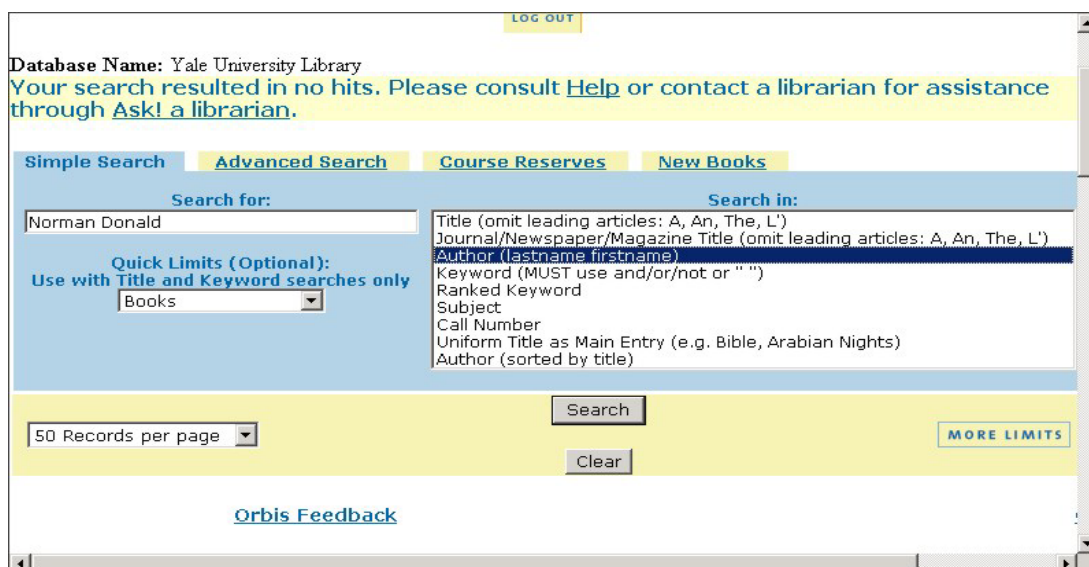 LOG OUT
Database Name: Yale University Library
Your search resulted in no hits. Please consult Help or contact a librarian for assistance
through Ask! a librarian.
Simple Search Advanced Search Course Reserves New Books
Search for:
Norman Donald
Quick Limits (Optional):
Use with Title and Keyword searches only
Books
Search in:
Title (omit leading articles: A, An, The, L')
Journal/Newspaper/Magazine Title (omit leading articles: A, An, The, L')
Author (lastname firstname)
Keyword (MUST use and/or/not or " ")
Ranked Keyword
Subject
Call Number
Uniform Title as Main Entry (e.g. Bible, Arabian Nights)
Author (sorted by title)
Search
50 Records per page
MORE LIMITS
Clear
Orbis Feedback